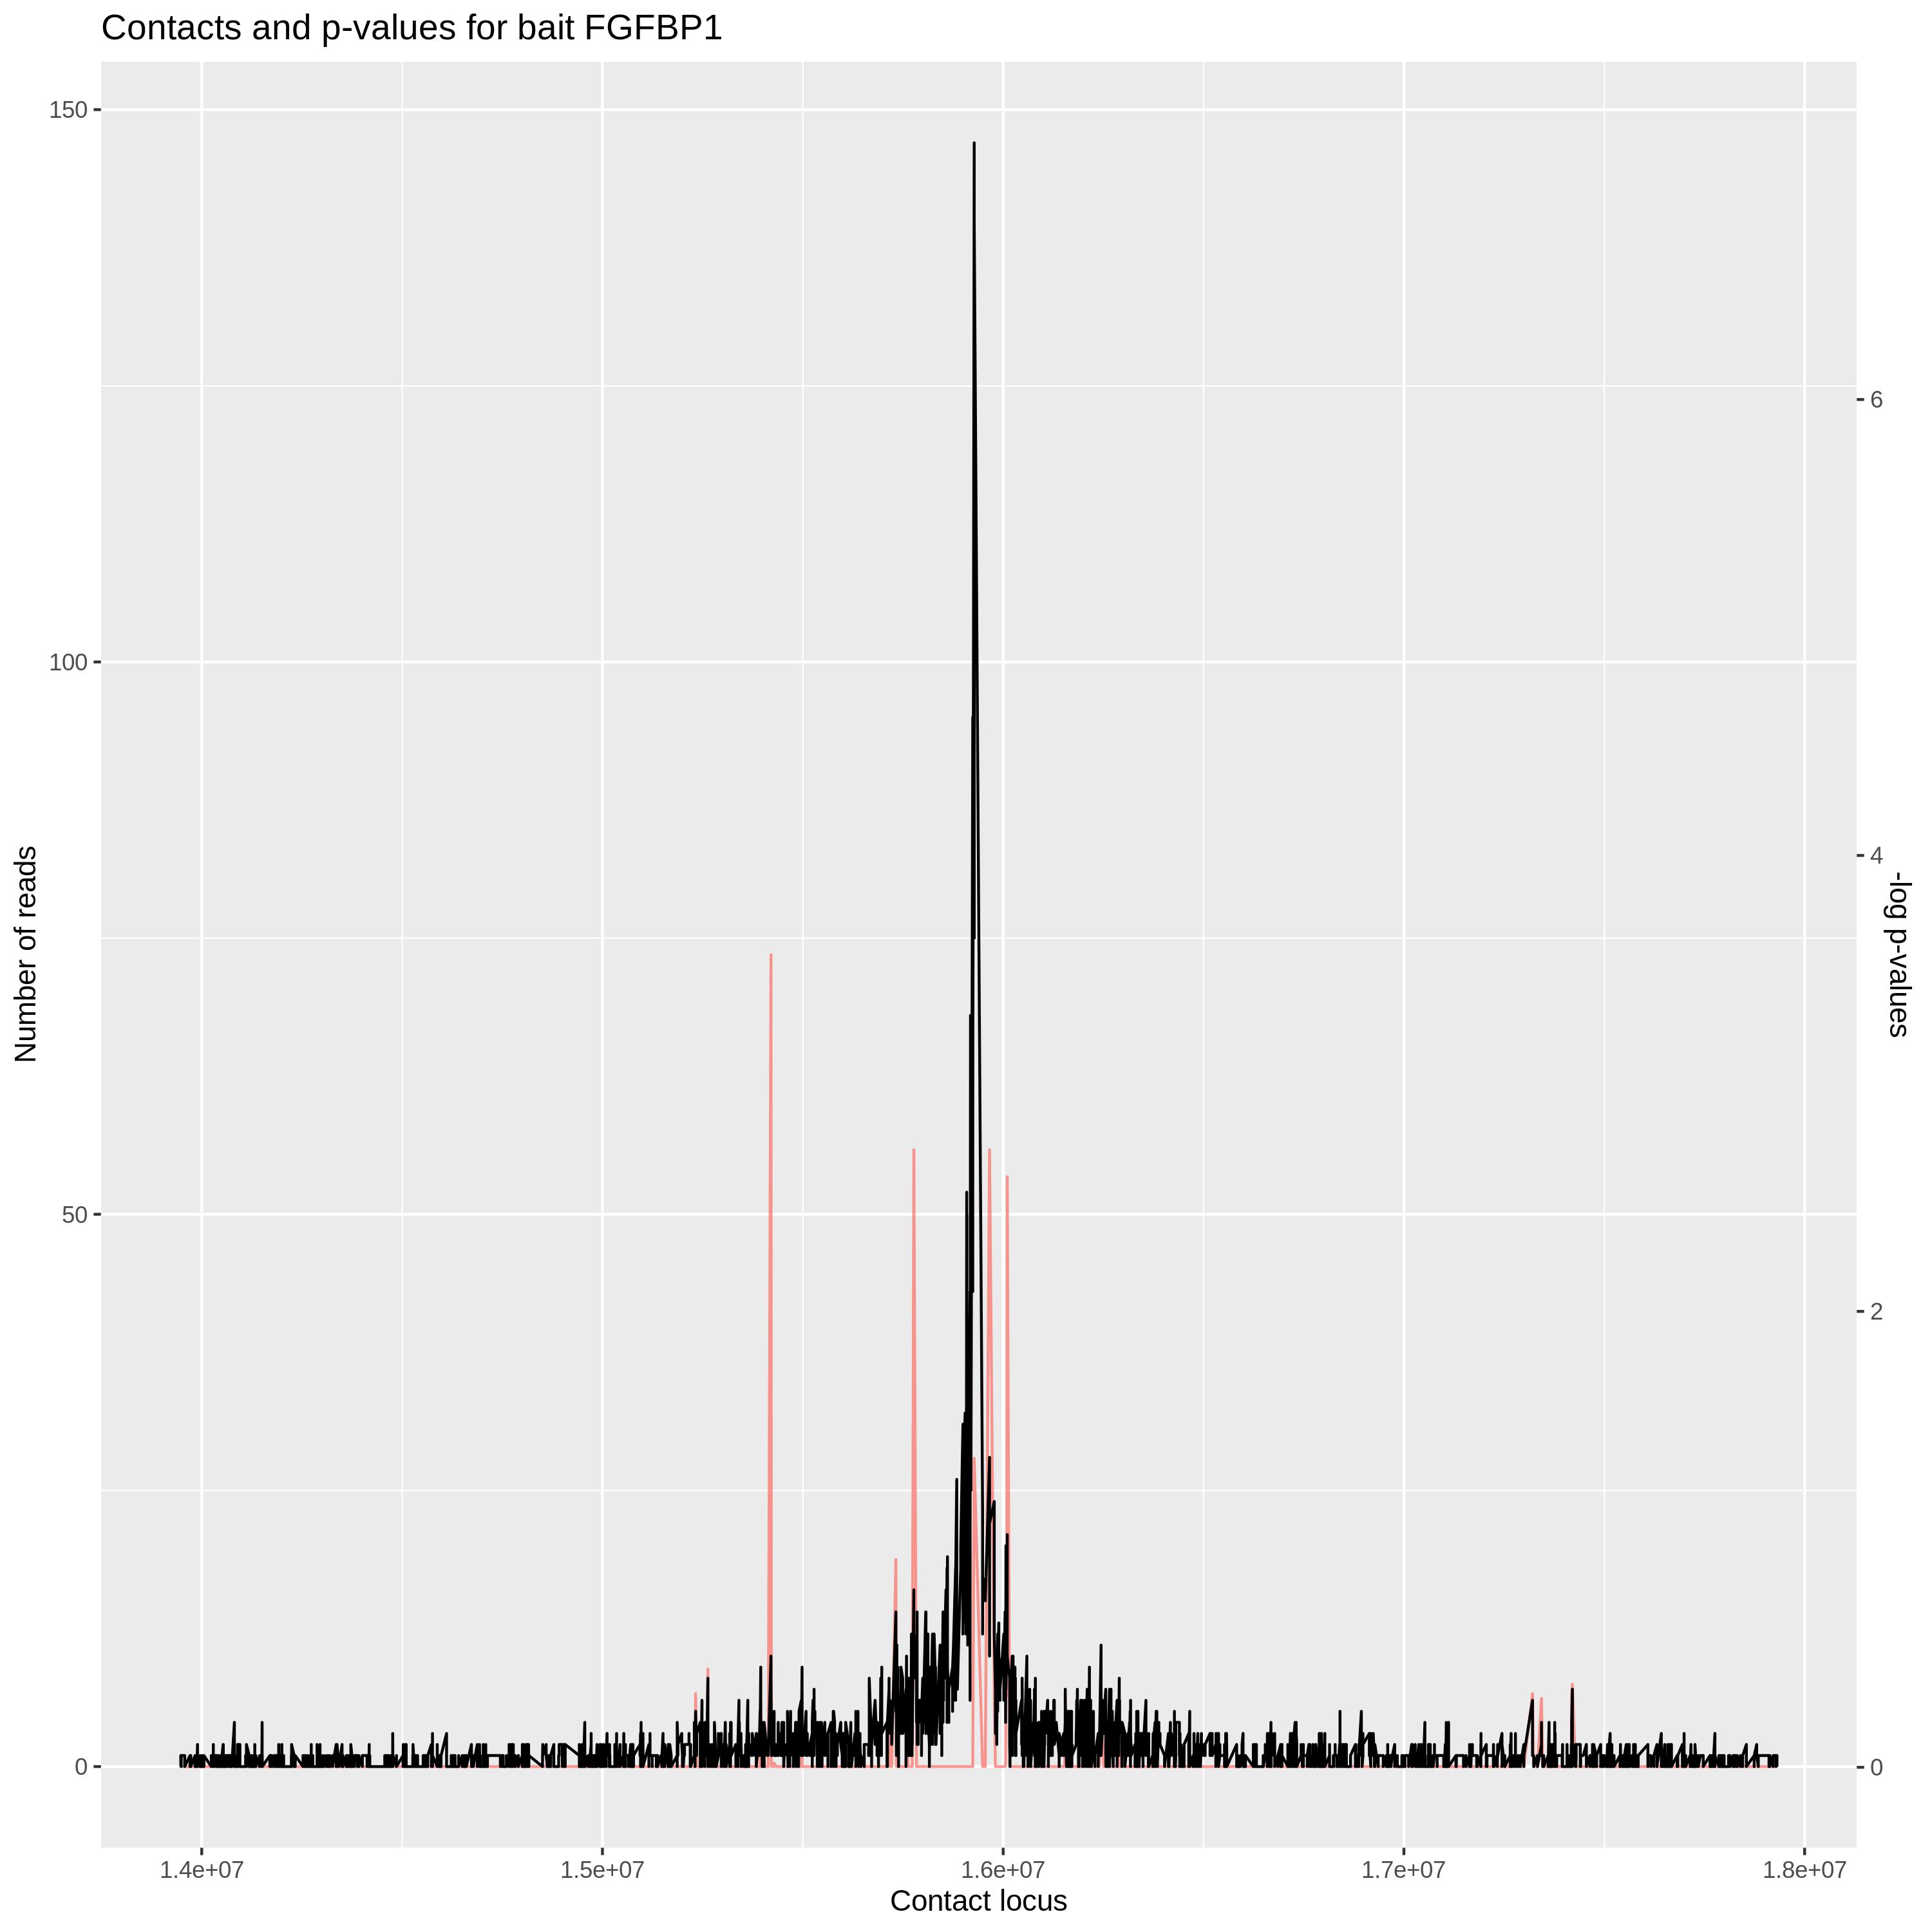 Contacts and p-values for bait FGFBP1
150
100
50
0
Number of reads
6
4
2
0
-log p-values
1.4e+07
1.5e+07
1.6e+07
1.7e+07
1.8e+07
Contact locus